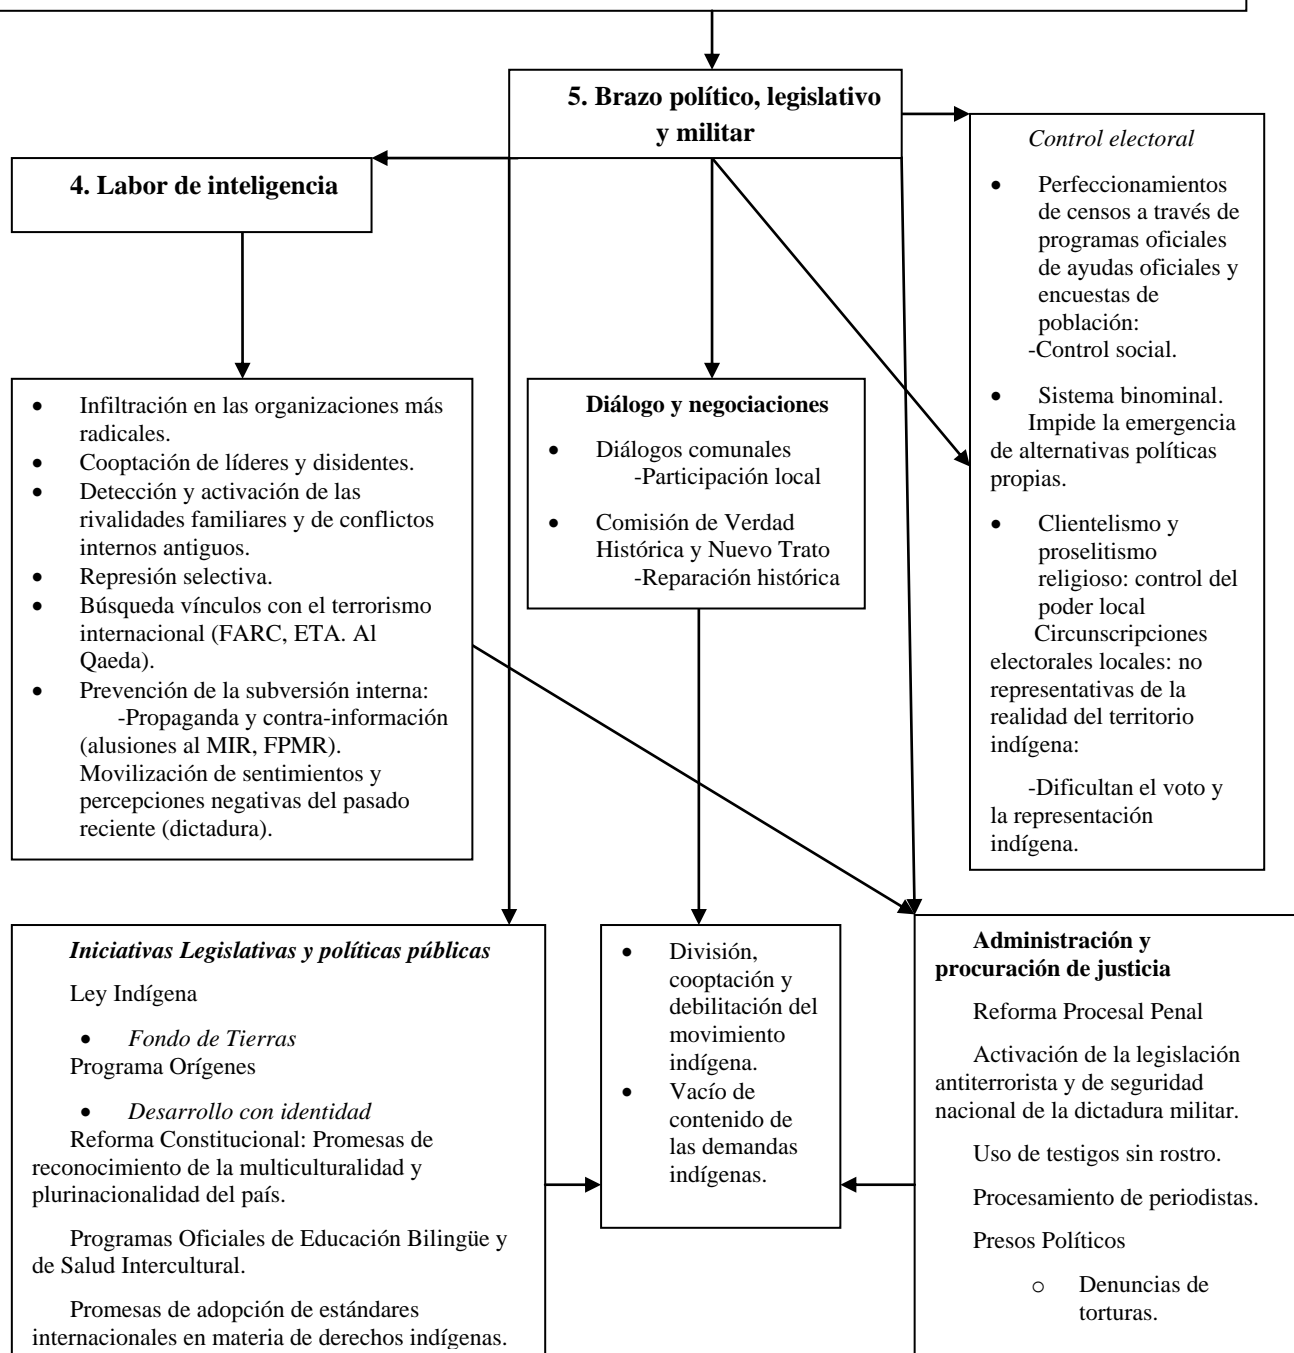 5. Brazo político, legislativo
y militar
4. Labor de inteligencia
Control electoral
• Perfeccionamientos
de censos a través de
programas oficiales
de ayudas oficiales y
encuestas de
población:
-Control social.
• Sistema binominal.
Impide la emergencia
de alternativas políticas
propias.
• Clientelismo y
proselitismo
religioso: control del
poder local
Circunscripciones
electorales locales: no
representativas de la
realidad del territorio
indígena:
-Dificultan el voto y
la representación
indígena.
• Infiltración en las organizaciones más
radicales.
• Cooptación de líderes y disidentes.
• Detección y activación de las
rivalidades familiares y de conflictos
internos antiguos.
• Represión selectiva.
• Búsqueda vínculos con el terrorismo
internacional (FARC, ETA. Al
Qaeda).
• Prevención de la subversión interna:
-Propaganda y contra-información
(alusiones al MIR, FPMR).
Movilización de sentimientos y
percepciones negativas del pasado
reciente (dictadura).
Diálogo y negociaciones
• Diálogos comunales
-Participación local
• Comisión de Verdad
Histórica y Nuevo Trato
-Reparación histórica
Iniciativas Legislativas y políticas públicas
Ley Indígena
• Fondo de Tierras
Programa Orígenes
• Desarrollo con identidad
Reforma Constitucional: Promesas de
reconocimiento de la multiculturalidad y
plurinacionalidad del país.
Programas Oficiales de Educación Bilingüe y
de Salud Intercultural.
Promesas de adopción de estándares
internacionales en materia de derechos indígenas.
• División,
cooptación y
debilitación del
movimiento
indígena.
• Vacío de
contenido de
las demandas
indígenas.
Administración y
procuración de justicia
Reforma Procesal Penal
Activación de la legislación
antiterrorista y de seguridad
nacional de la dictadura militar.
Uso de testigos sin rostro.
Procesamiento de periodistas.
Presos Políticos
o Denuncias de
torturas.